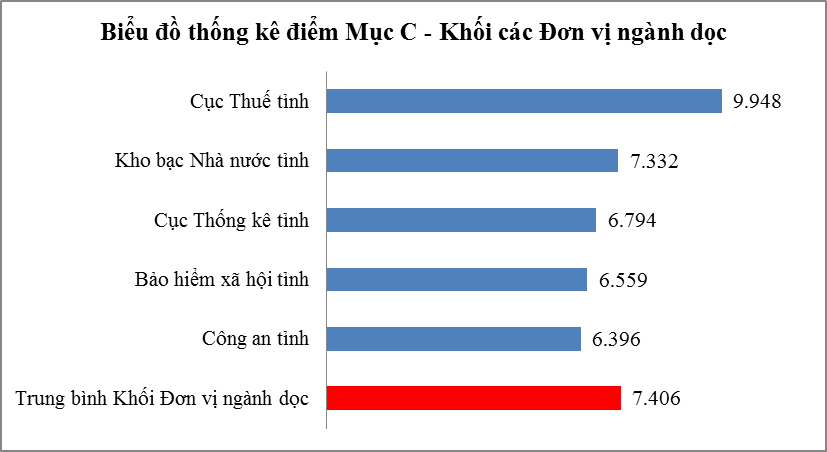 Biểu đồ thống kê điểm Mục C - Khối các Đơn vị ngành dọc
Cục Thuế tỉnh 9.948
Kho bạc Nhà nước tỉnh 7.332
Cục Thống kê tỉnh 6.794
Bảo hiểm xã hội tỉnh 6.559
Công an tỉnh 6.396
Trung bình Khối Đơn vị ngành dọc 7.406